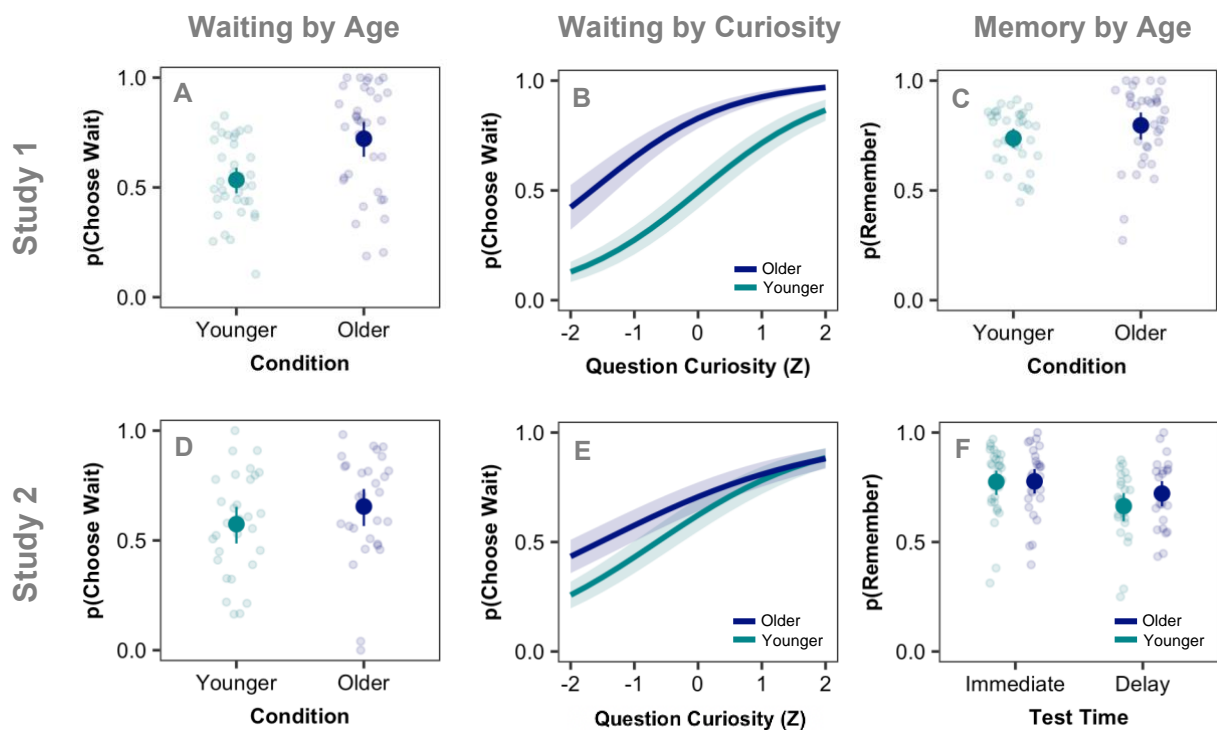 Waiting by Age
Waiting by Curiosity
Memory by Age
Study 1
A
p(Choose Wait)
1.0
0.5
0.0
Younger Older
Condition
B
p(Choose Wait)
1.0
0.5
0.0
Older
Younger
-2 -1 0 1 2
Question Curiosity (Z)
C
p(Remember)
1.0
0.5
0.0
Younger Older
Condition
Study 2
D
p(Choose Wait)
1.0
0.5
0.0
Younger Older
Condition
E
p(Choose Wait)
1.0
0.5
0.0
Older
Younger
-2 -1 0 1 2
Question Curiosity (Z)
F
p(Remember)
1.0
0.5
0.0
Older
Younger
Immediate Delay
Test Time